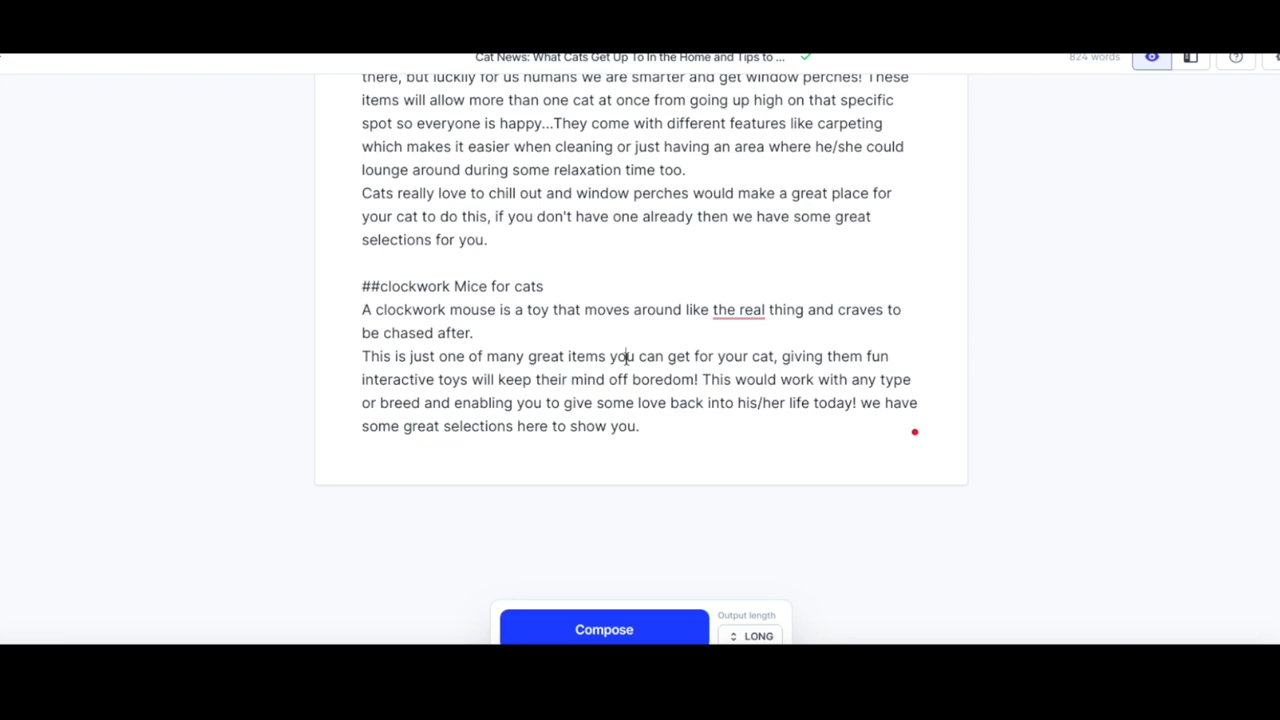 Cat News: What Cats Get Up To In the Home and Tips to ...
824 words
there, but luckily for us humans we are smarter and get window perches! These
items will allow more than one cat at once from going up high on that specific
spot so everyone is happy...They come with different features like carpeting
which makes it easier when cleaning or just having an area where he/she could
lounge around during some relaxation time too.
Cats really love to chill out and window perches would make a great place for
your cat to do this, if you don't have one already then we have some great
selections for you.
##clockwork Mice for cats
A clockwork mouse is a toy that moves around like the real thing and craves to
be chased after.
This is just one of many great items you can get for your cat, giving them fun
interactive toys will keep their mind off boredom! This would work with any type
or breed and enabling you to give some love back into his/her life today! we have
some great selections here to show you.
Output length
Compose
LONG